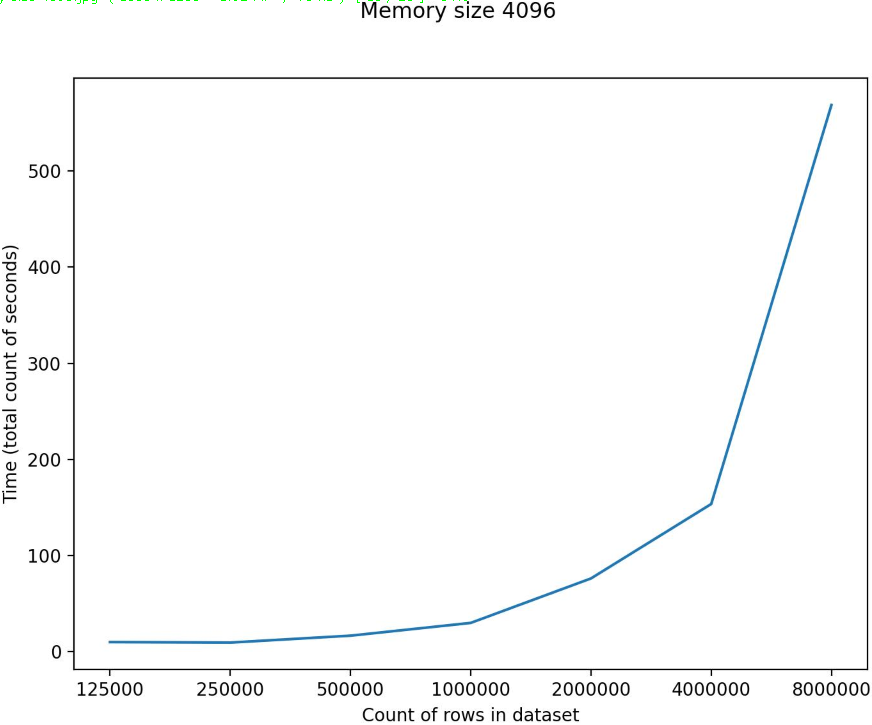 Memory size 4096
500
400
300
200
100
0
Time (total count of seconds)
125000 250000 500000 1000000 2000000 4000000 8000000
Count of rows in dataset